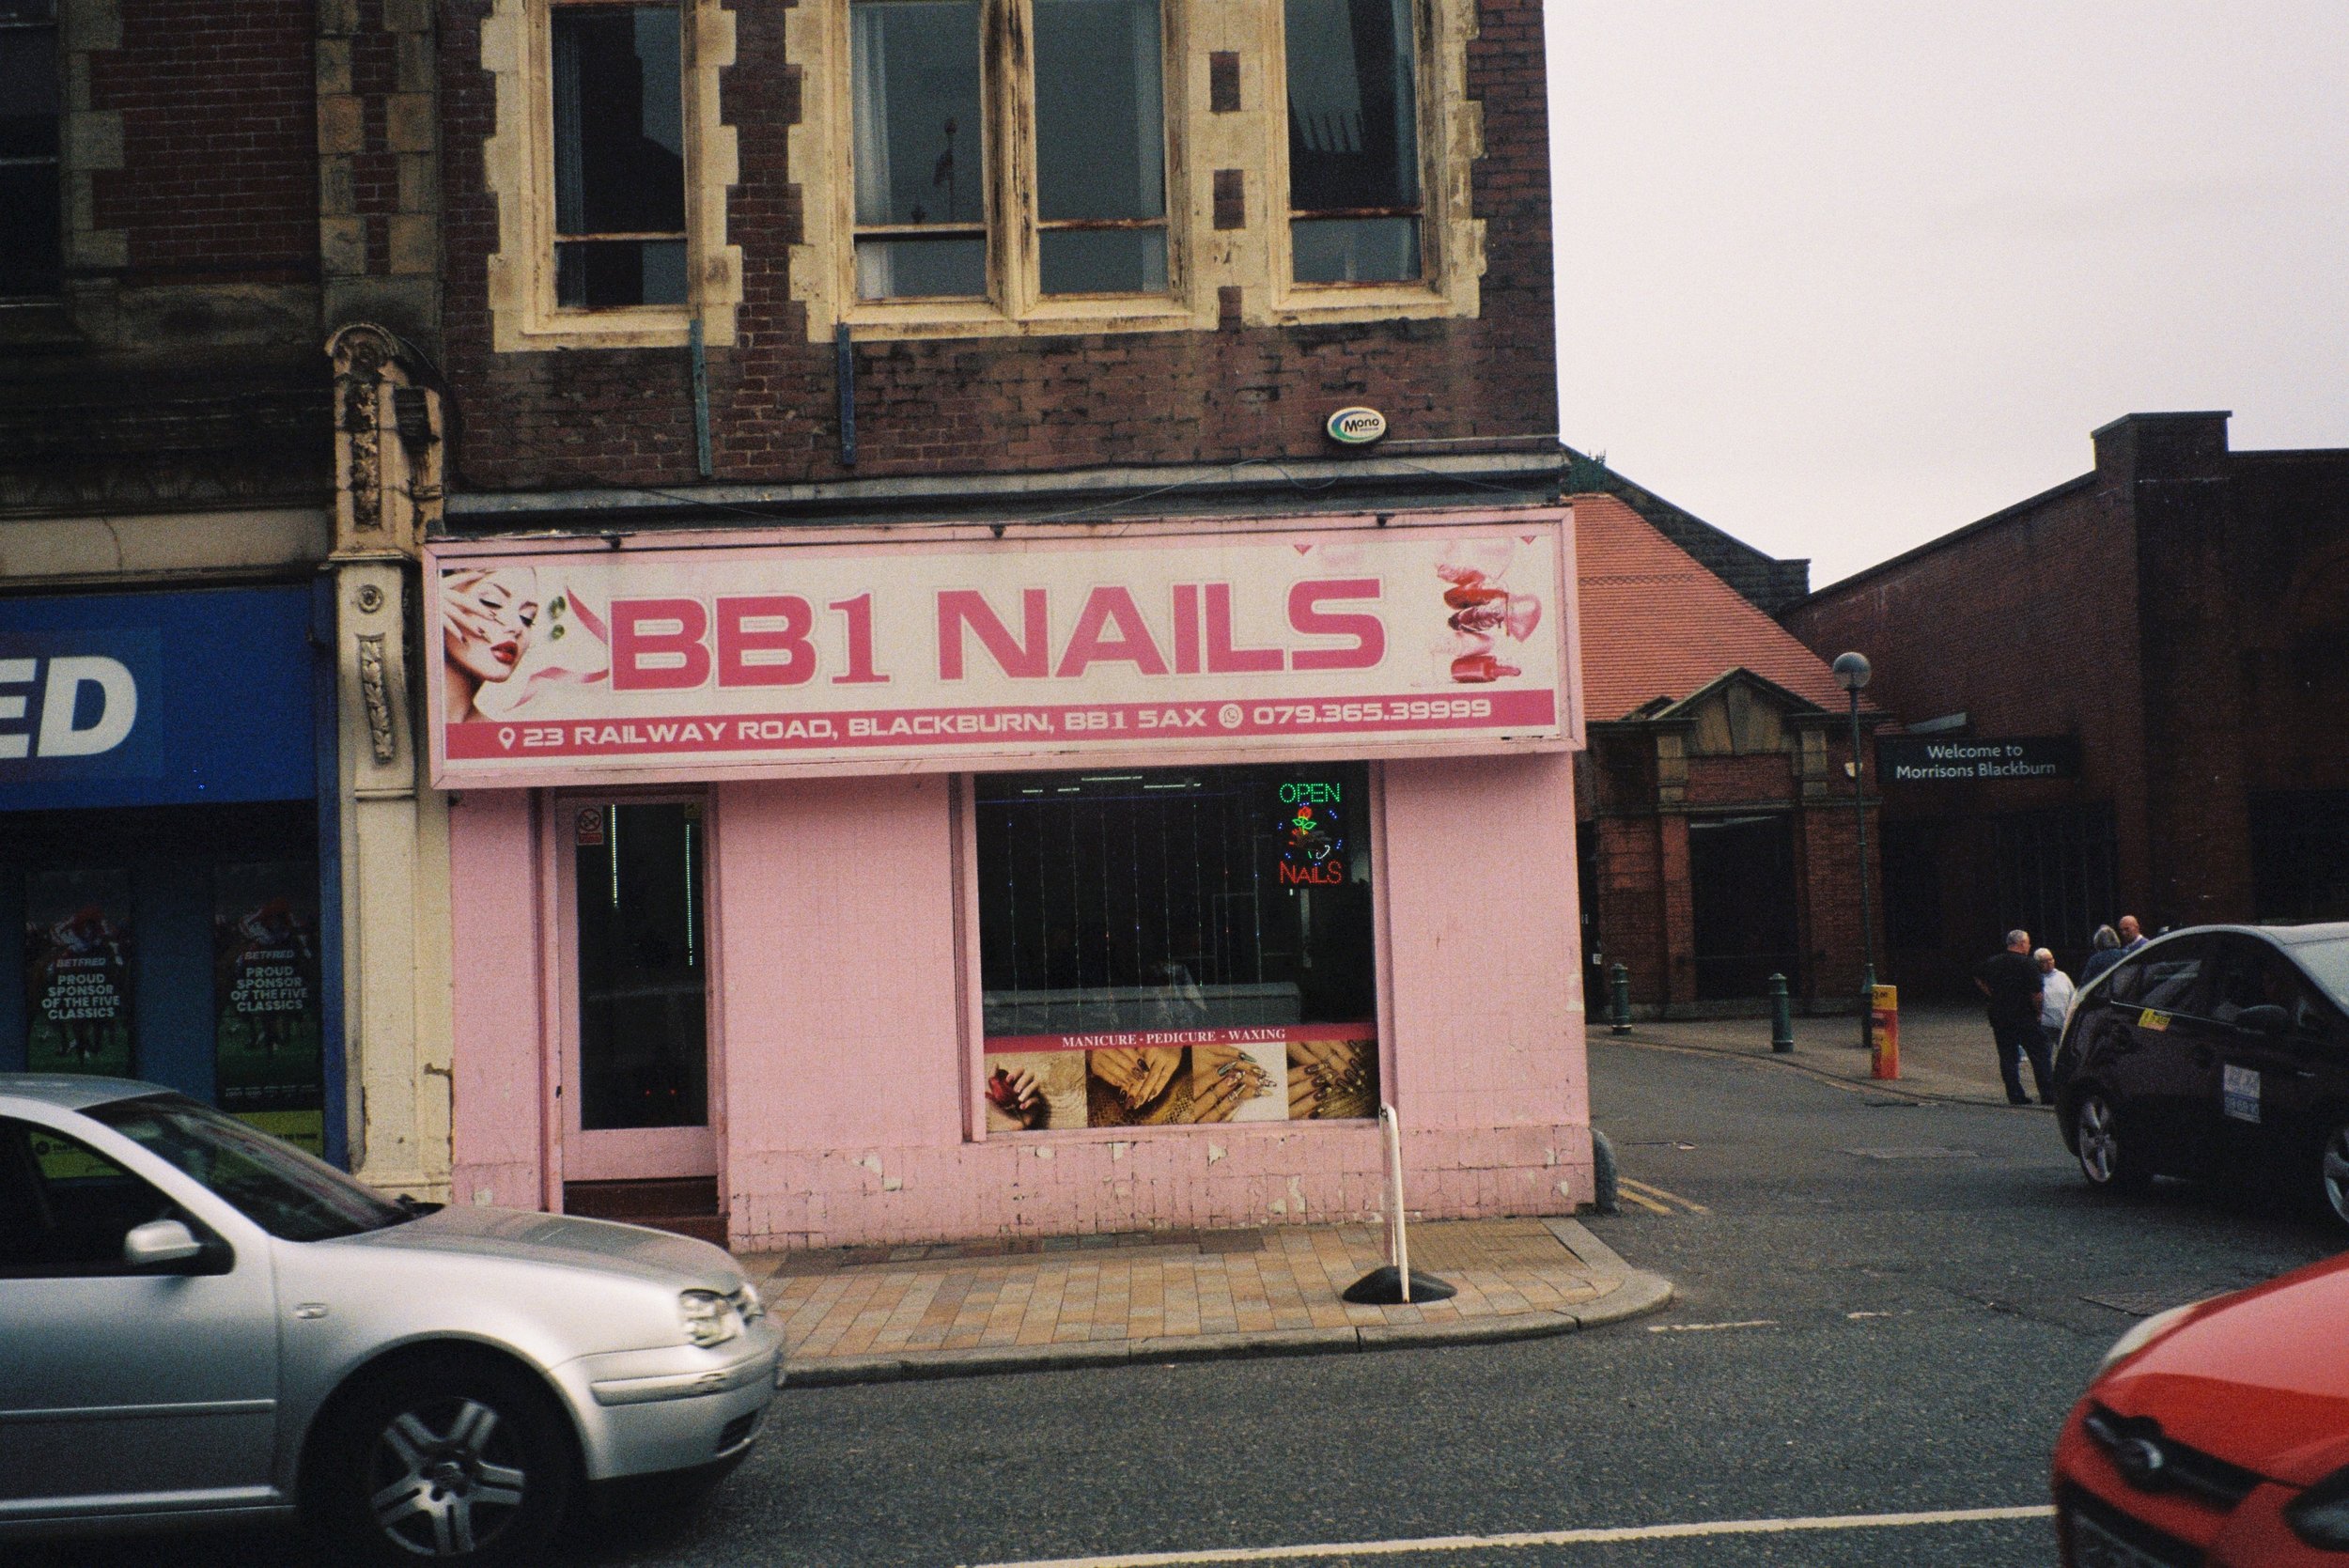 Mono
BB1 NAILS
23 RAILWAY ROAD, BLACKBURN, BB1 5AX 079.365.39999
ED
Welcome to
Morrisons Blackburn
OPEN
NAILS
BETFRED
PROUD
SPONSOR
OF THE FIVE
CLASSICS
BETFRED
PROUD
SPONSOR
OF THE FIVE
CLASSICS
MANICURE - PEDICURE - WAXING